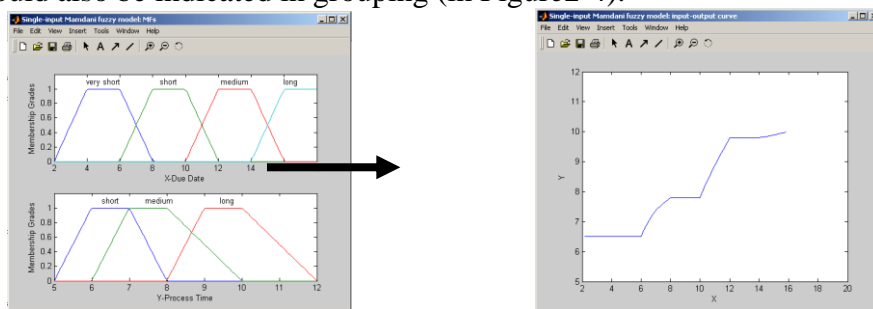 ould also be indicated in grouping (in Figure2-4).
Single-input Mamdani fuzzy model: MFs
File Edit View Insert Tools Window Help
very short short medium long
Membership Grades
1
0.8
0.6
0.4
0.2
0
2 4 6 8 10 12 14
X-Due Date
short medium long
Membership Grades
1
0.8
0.6
0.4
0.2
0
5 6 7 8 9 10 11 12
Y-Process Time
Single-input Mamdani fuzzy model: input-output curve
File Edit View Insert Tools Window Help
12
11
10
9
8
7
6
5
Y
2 4 6 8 10 12 14 16 18 20
X